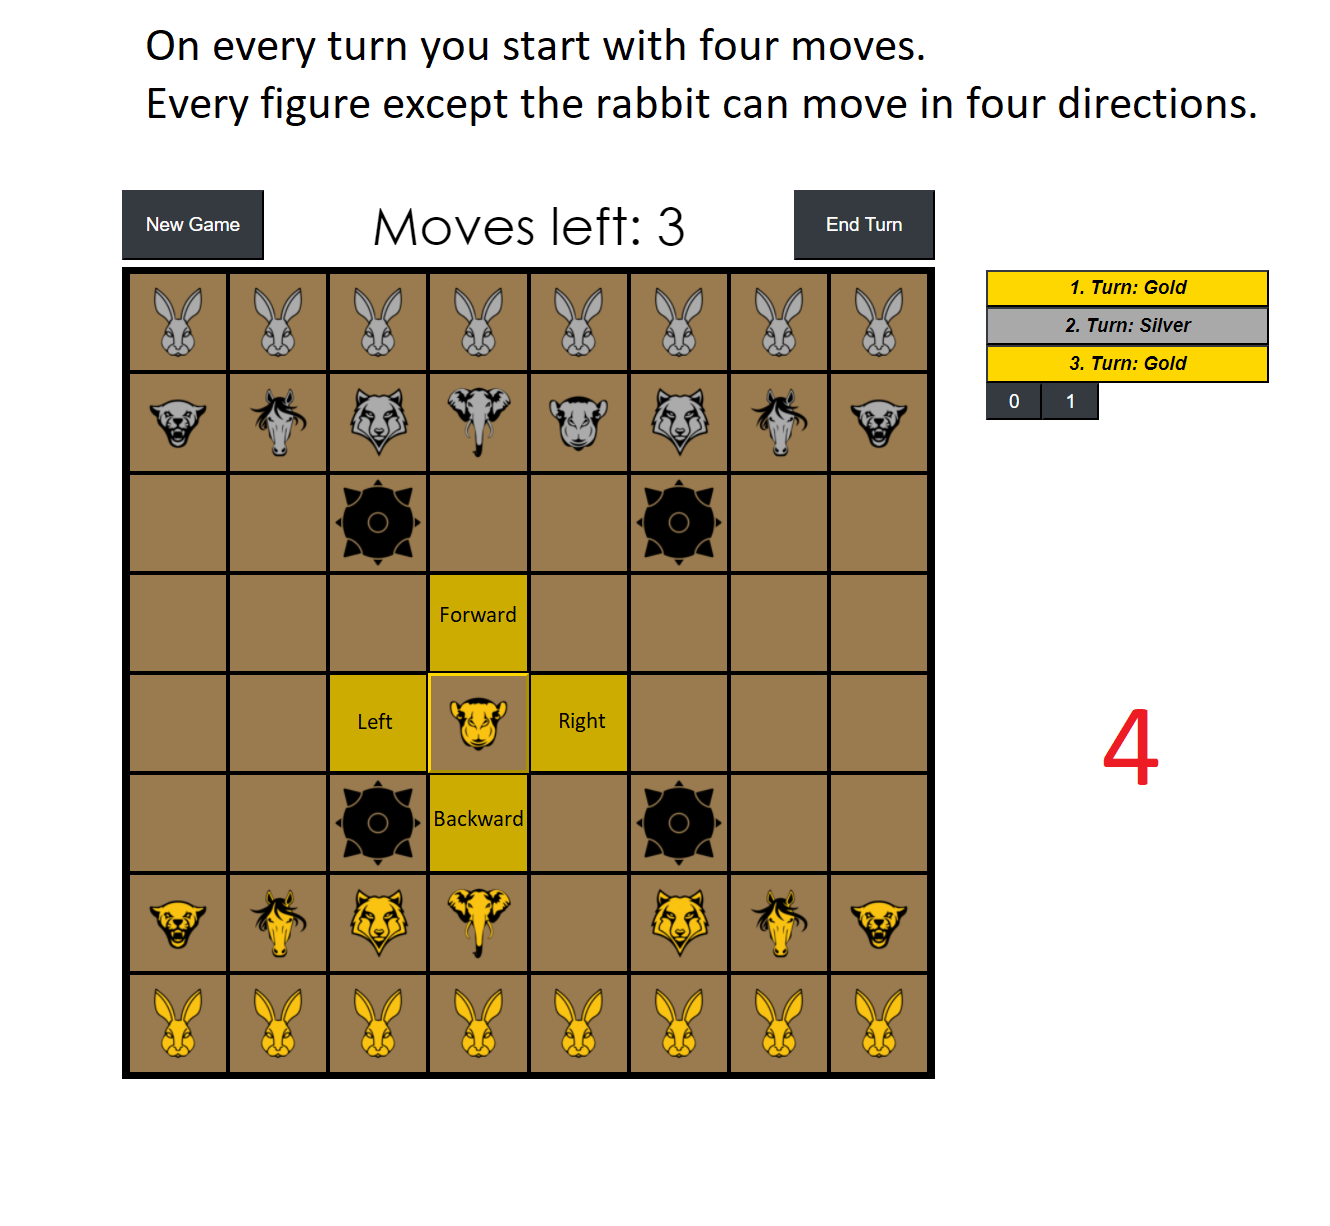 On every turn you start with four moves.
Every figure except the rabbit can move in four directions.
New Game
Moves left: 3
End Turn
1. Turn: Gold
2. Turn: Silver
3. Turn: Gold
0 1
Forward
Left
Right
Backward
4